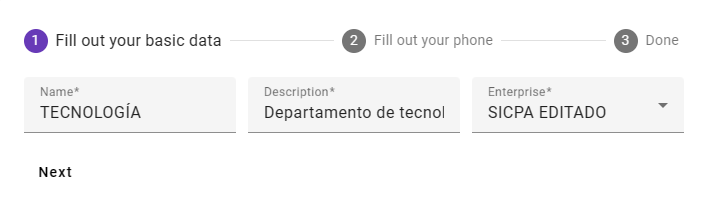 1 Fill out your basic data 2 Fill out your phone 3 Done
Name* Description* Enterprise*
TECNOLOGÍA Departamento de tecnol SICPA EDITADO
Next